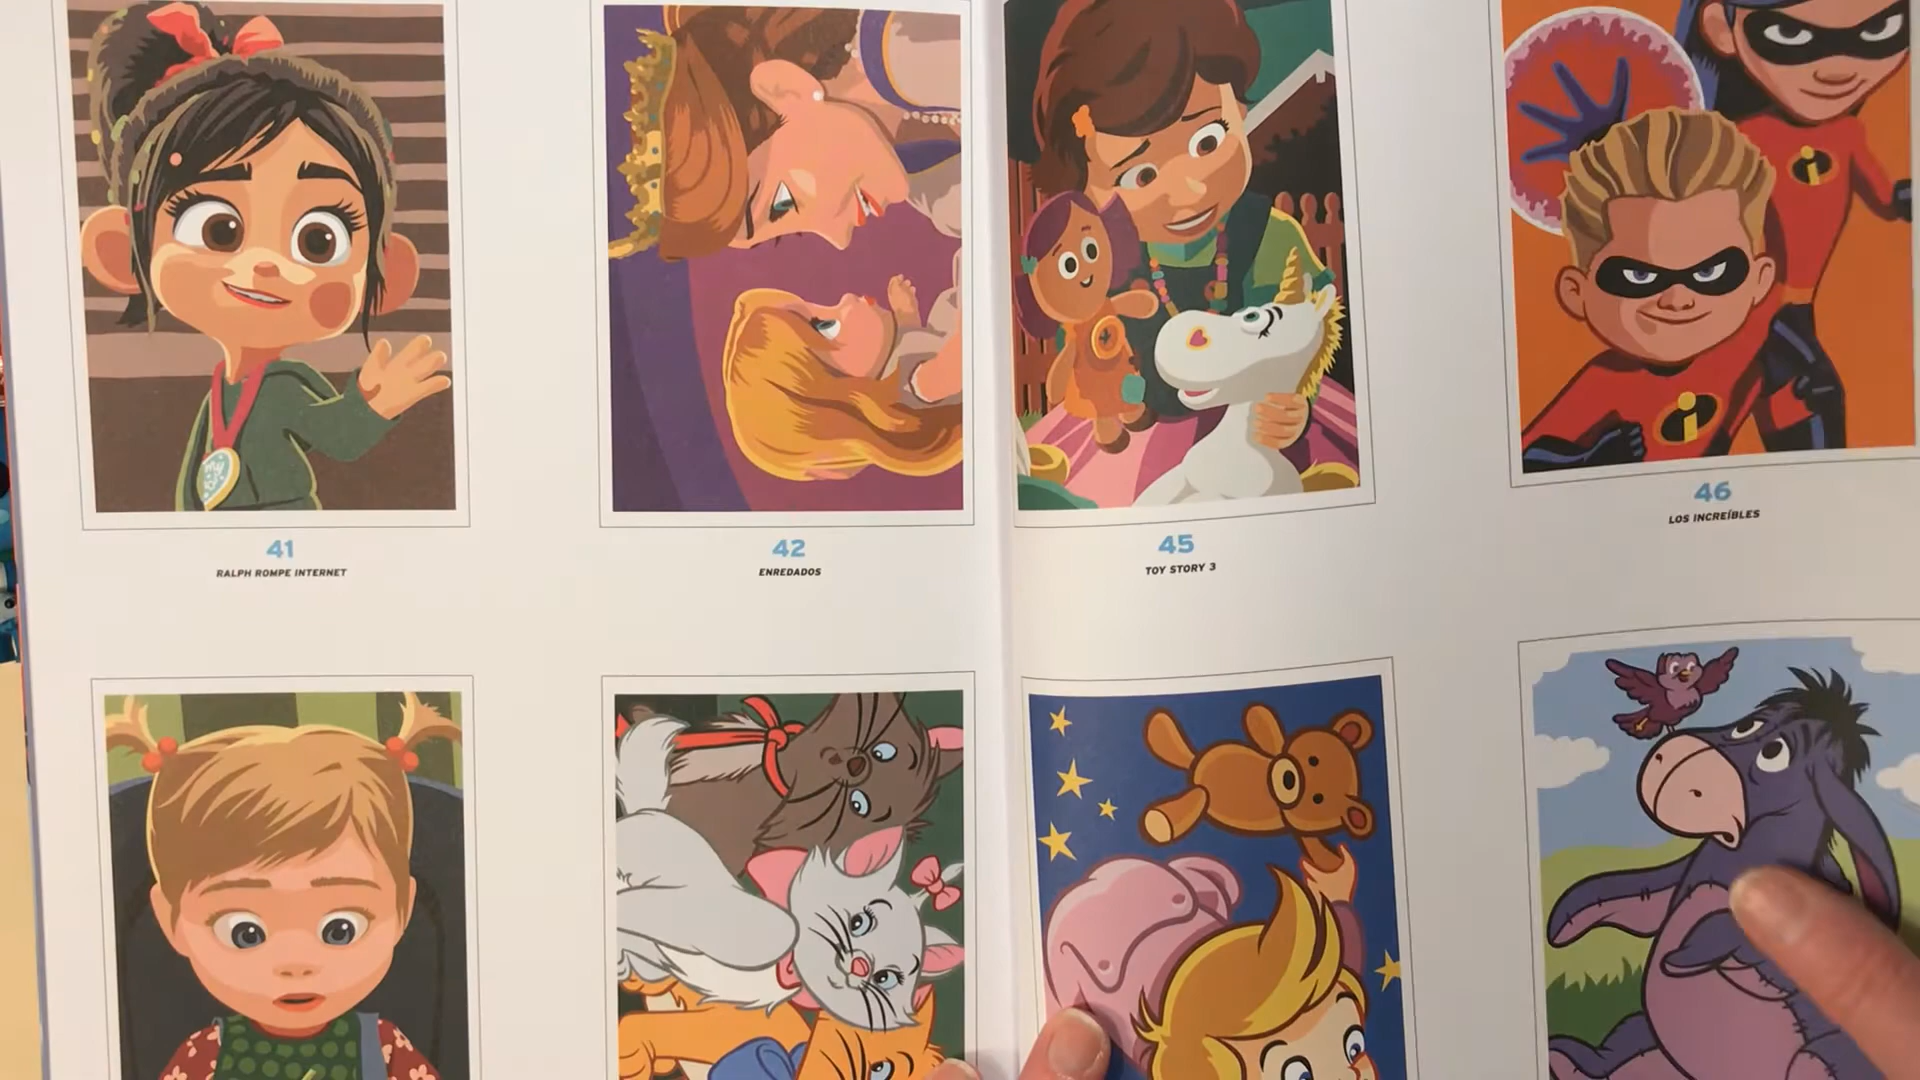 41
RALPH ROMPE INTERNET
42
ENREDADOS
45
TOY STORY 3
46
LOS INCREÍBLES